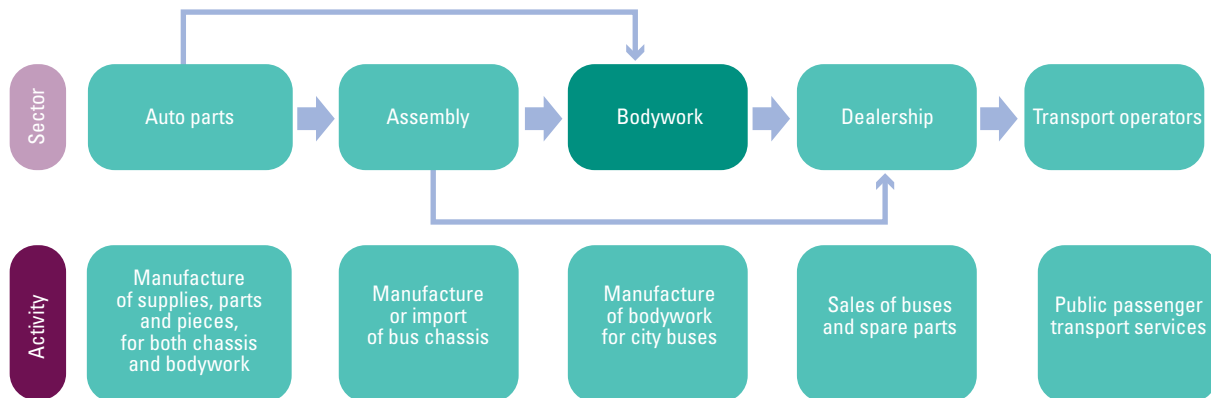 Sector
Auto parts
Assembly
Bodywork
Dealership
Transport operators
Activity
Manufacture
of supplies, parts
and pieces,
for both chassis
and bodywork
Manufacture
or import
of bus chassis
Manufacture
of bodywork
for city buses
Sales of buses
and spare parts
Public passenger
transport services